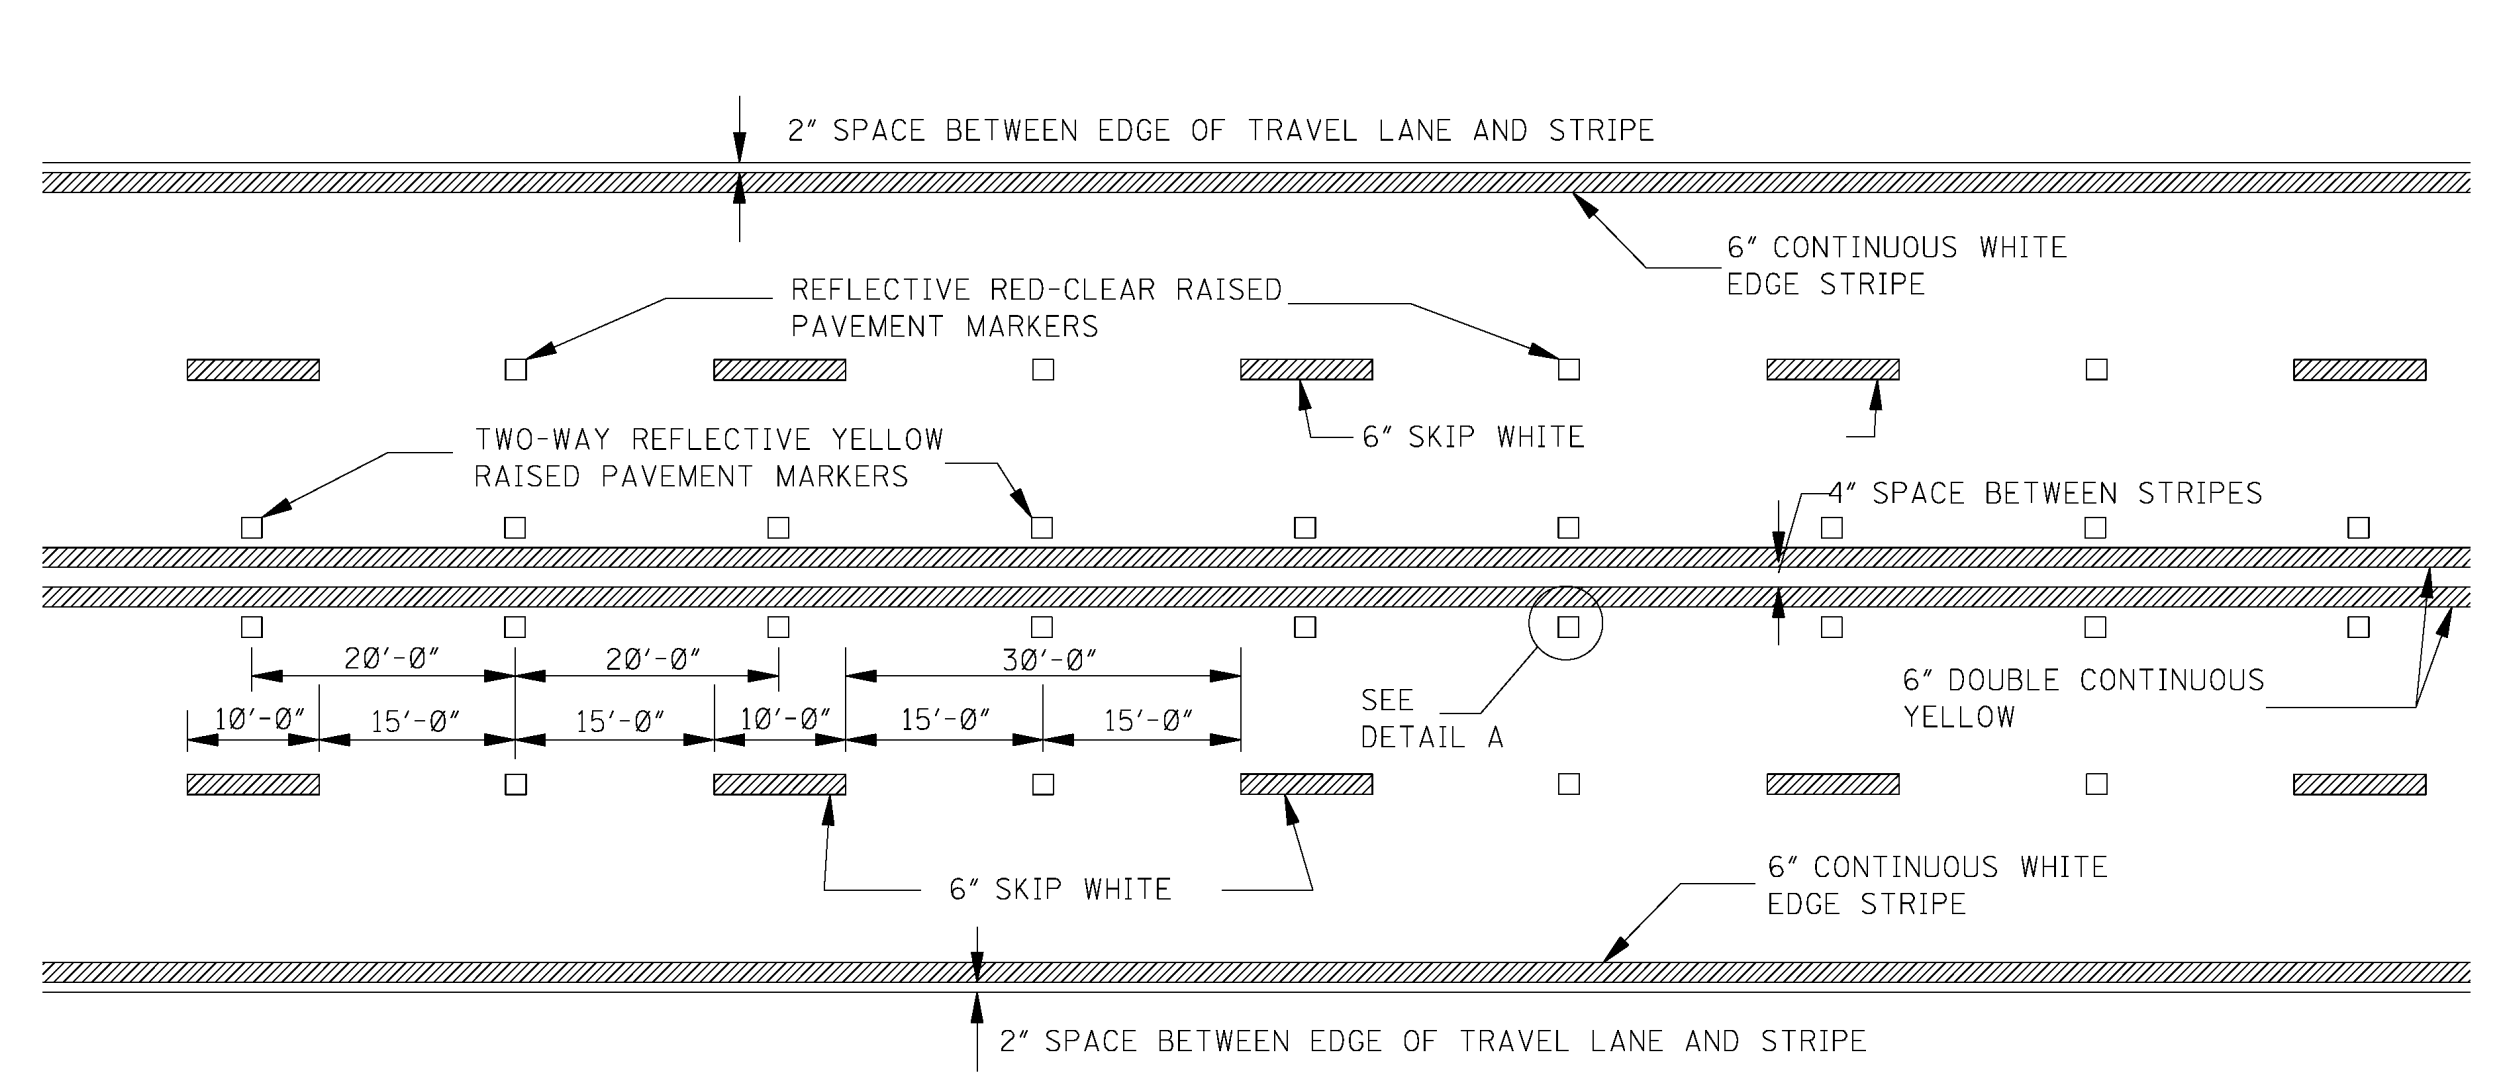 2" SPACE BETWEEN EDGE OF TRAVEL LANE AND STRIPE
6" CONTINUOUS WHITE
EDGE STRIPE
REFLECTIVE RED-CLEAR RAISED
PAVEMENT MARKERS
TWO-WAY REFLECTIVE YELLOW
RAISED PAVEMENT MARKERS
6" SKIP WHITE
4" SPACE BETWEEN STRIPES
20'-0"
20'-0"
30'-0"
10'-0"
15'-0"
15'-0"
10'-0"
15'-0"
15'-0"
SEE
DETAIL A
6" DOUBLE CONTINUOUS
YELLOW
6" SKIP WHITE
6" CONTINUOUS WHITE
EDGE STRIPE
2" SPACE BETWEEN EDGE OF TRAVEL LANE AND STRIPE